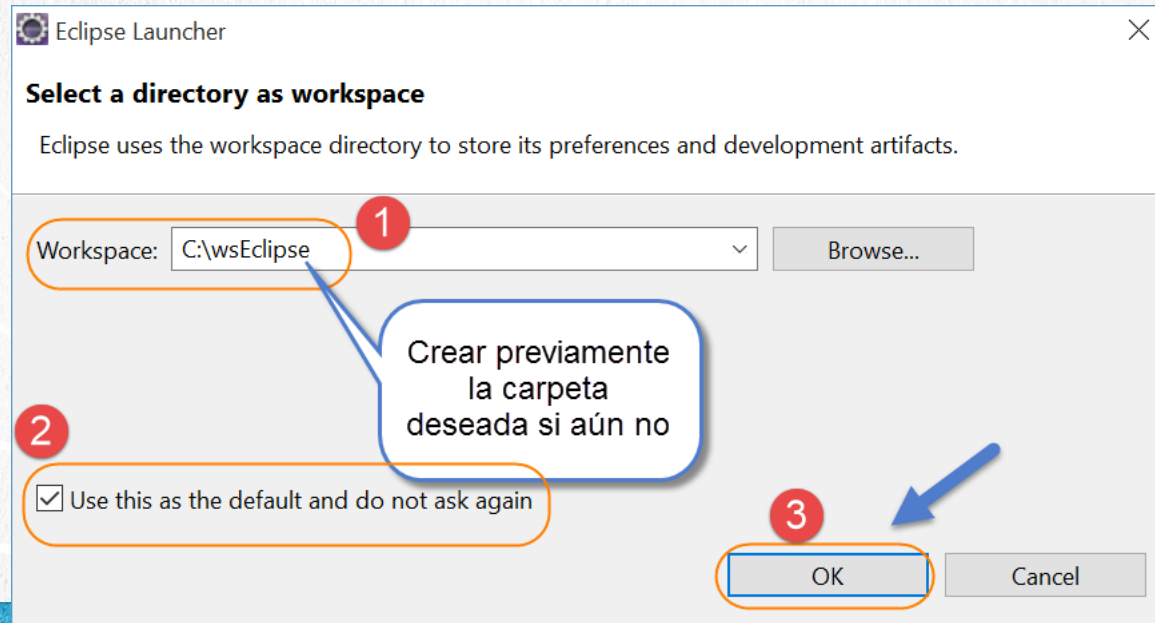 Eclipse Launcher
Select a directory as workspace
Eclipse uses the workspace directory to store its preferences and development artifacts.
1
Workspace: C:\wsEclipse Browse...
Crear previamente
la carpeta
deseada si aún no
2
Use this as the default and do not ask again
3
OK Cancel